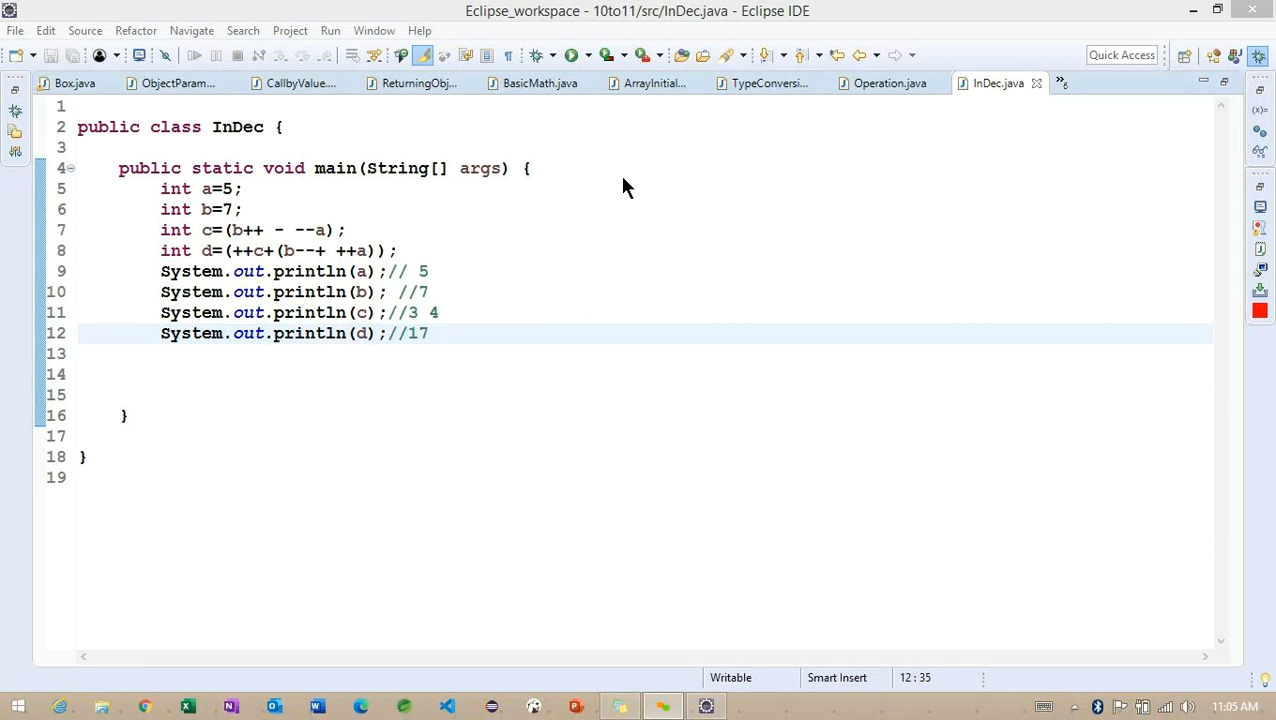 Eclipse_workspace - 10to11/src/InDec.java - Eclipse IDE
File Edit Source Refactor Navigate Search Project Run Window Help
Quick Access
Box.java ObjectParam... CallbyValue.... ReturningObj... BasicMath.java ArrayInitial... TypeConversi... Operation.java InDec.java »6
1
2 public class InDec {
3
4 public static void main(String[] args) {
5 int a=5;
6 int b=7;
7 int c=(b++ - --a);
8 int d=(++c+(b--+ ++a));
9 System.out.println(a);// 5
10 System.out.println(b); //7
11 System.out.println(c);//3 4
12 System.out.println(d);//17
13
14
15
16 }
17
18 }
19
Writable Smart Insert 12 : 35
11:05 AM